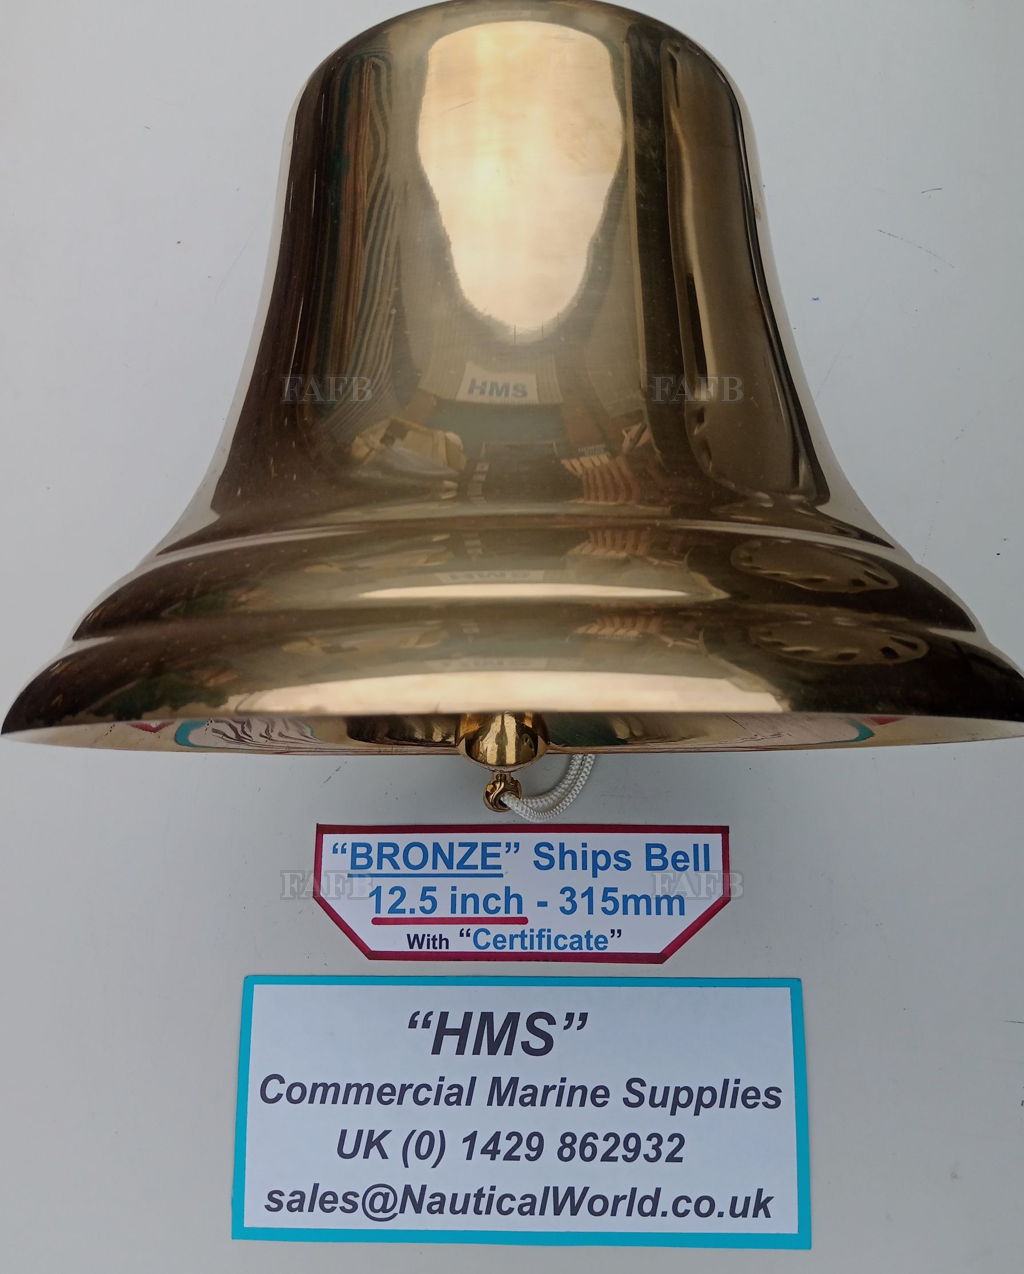 HMS
FAFB FAFB
“BRONZE” Ships Bell
FAFB FAFB
12.5 inch - 315mm
With “Certificate”
“HMS”
Commercial Marine Supplies
UK (0) 1429 862932
sales@NauticalWorld.co.uk